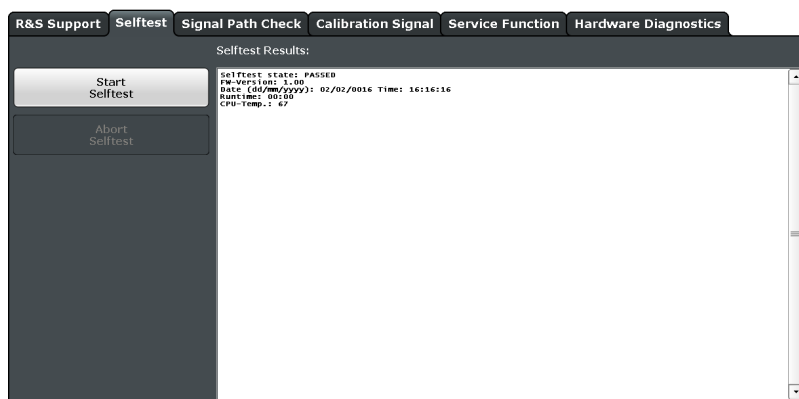 R&S Support Selftest Signal Path Check Calibration Signal Service Function Hardware Diagnostics
Selftest Results:
Start
Selftest
Abort
Selftest
Selftest state: PASSED
FW-Version: 1.00
Date (dd/mm/yyyy): 02/02/0016 Time: 16:16:16
Runtime: 00:00
CPU-Temp.: 67